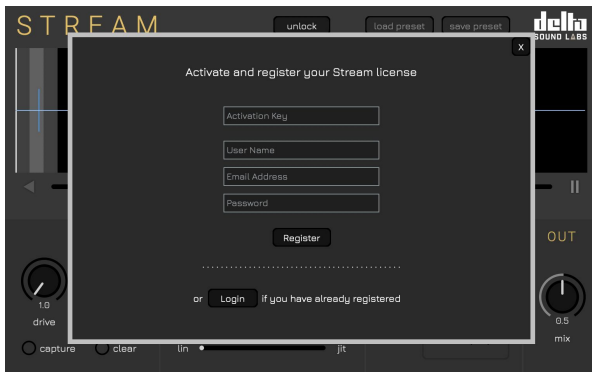 STREAM
unlock
load preset
save preset
delta
SOUND LABS
X
Activate and register your Stream license
Activation Key
User Name
Email Address
Password
Register
or Login if you have already registered
OUT
1.0
drive
0.5
mix
capture
clear
lin
jit